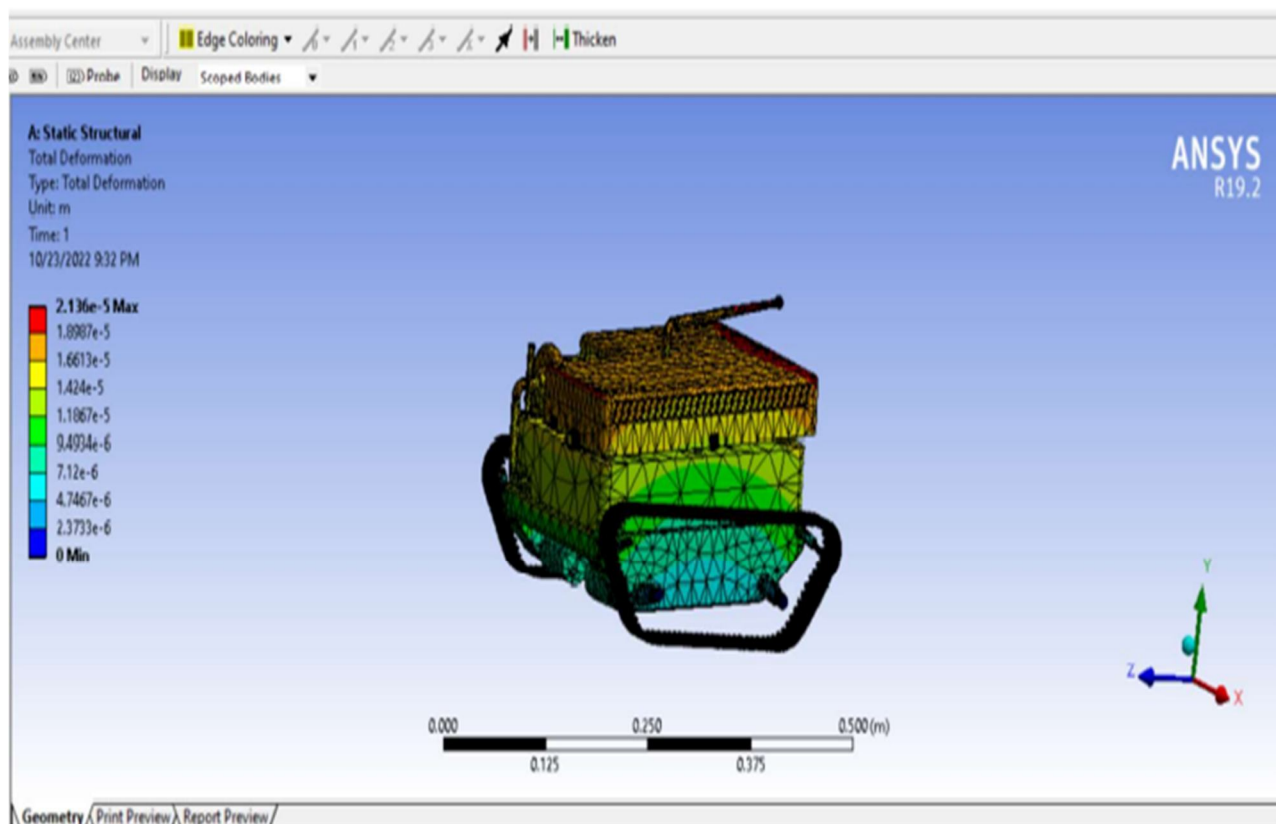 Assembly Center Edge Coloring Thicken
Probe Display Scoped Bodies
A: Static Structural
Total Deformation
Type: Total Deformation
Unit: m
Time: 1
10/23/2022 9:32 PM
ANSYS
R19.2
2.136e-5 Max
1.8987e-5
1.6613e-5
1.424e-5
1.1867e-5
9.4934e-6
7.12e-6
4.7467e-6
2.3733e-6
0 Min
Y
Z
X
0.000 0.250 0.500 (m)
0.125 0.375
Geometry Print Preview Report Preview